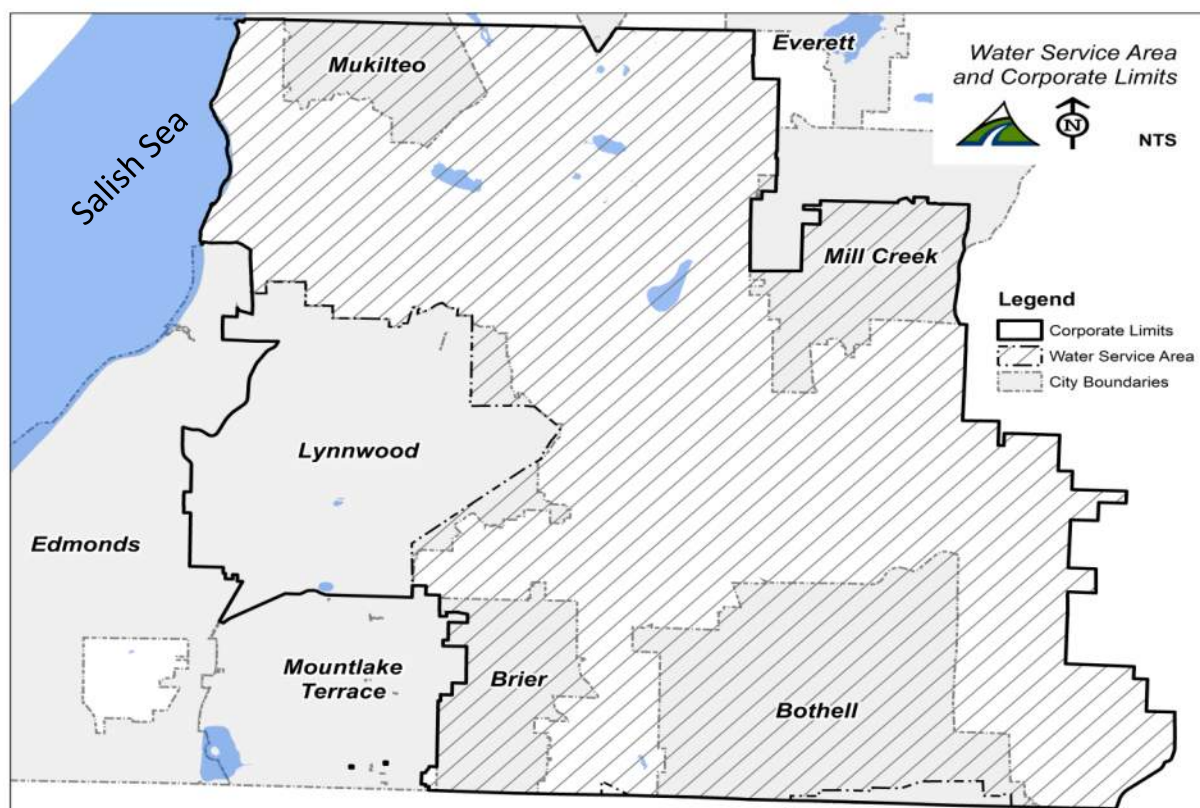 Water Service Area
and Corporate Limits
N
NTS
Salish Sea
Mukilteo
Everett
Mill Creek
Legend
Corporate Limits
Water Service Area
City Boundaries
Lynnwood
Edmonds
Mountlake
Terrace
Brier
Bothell